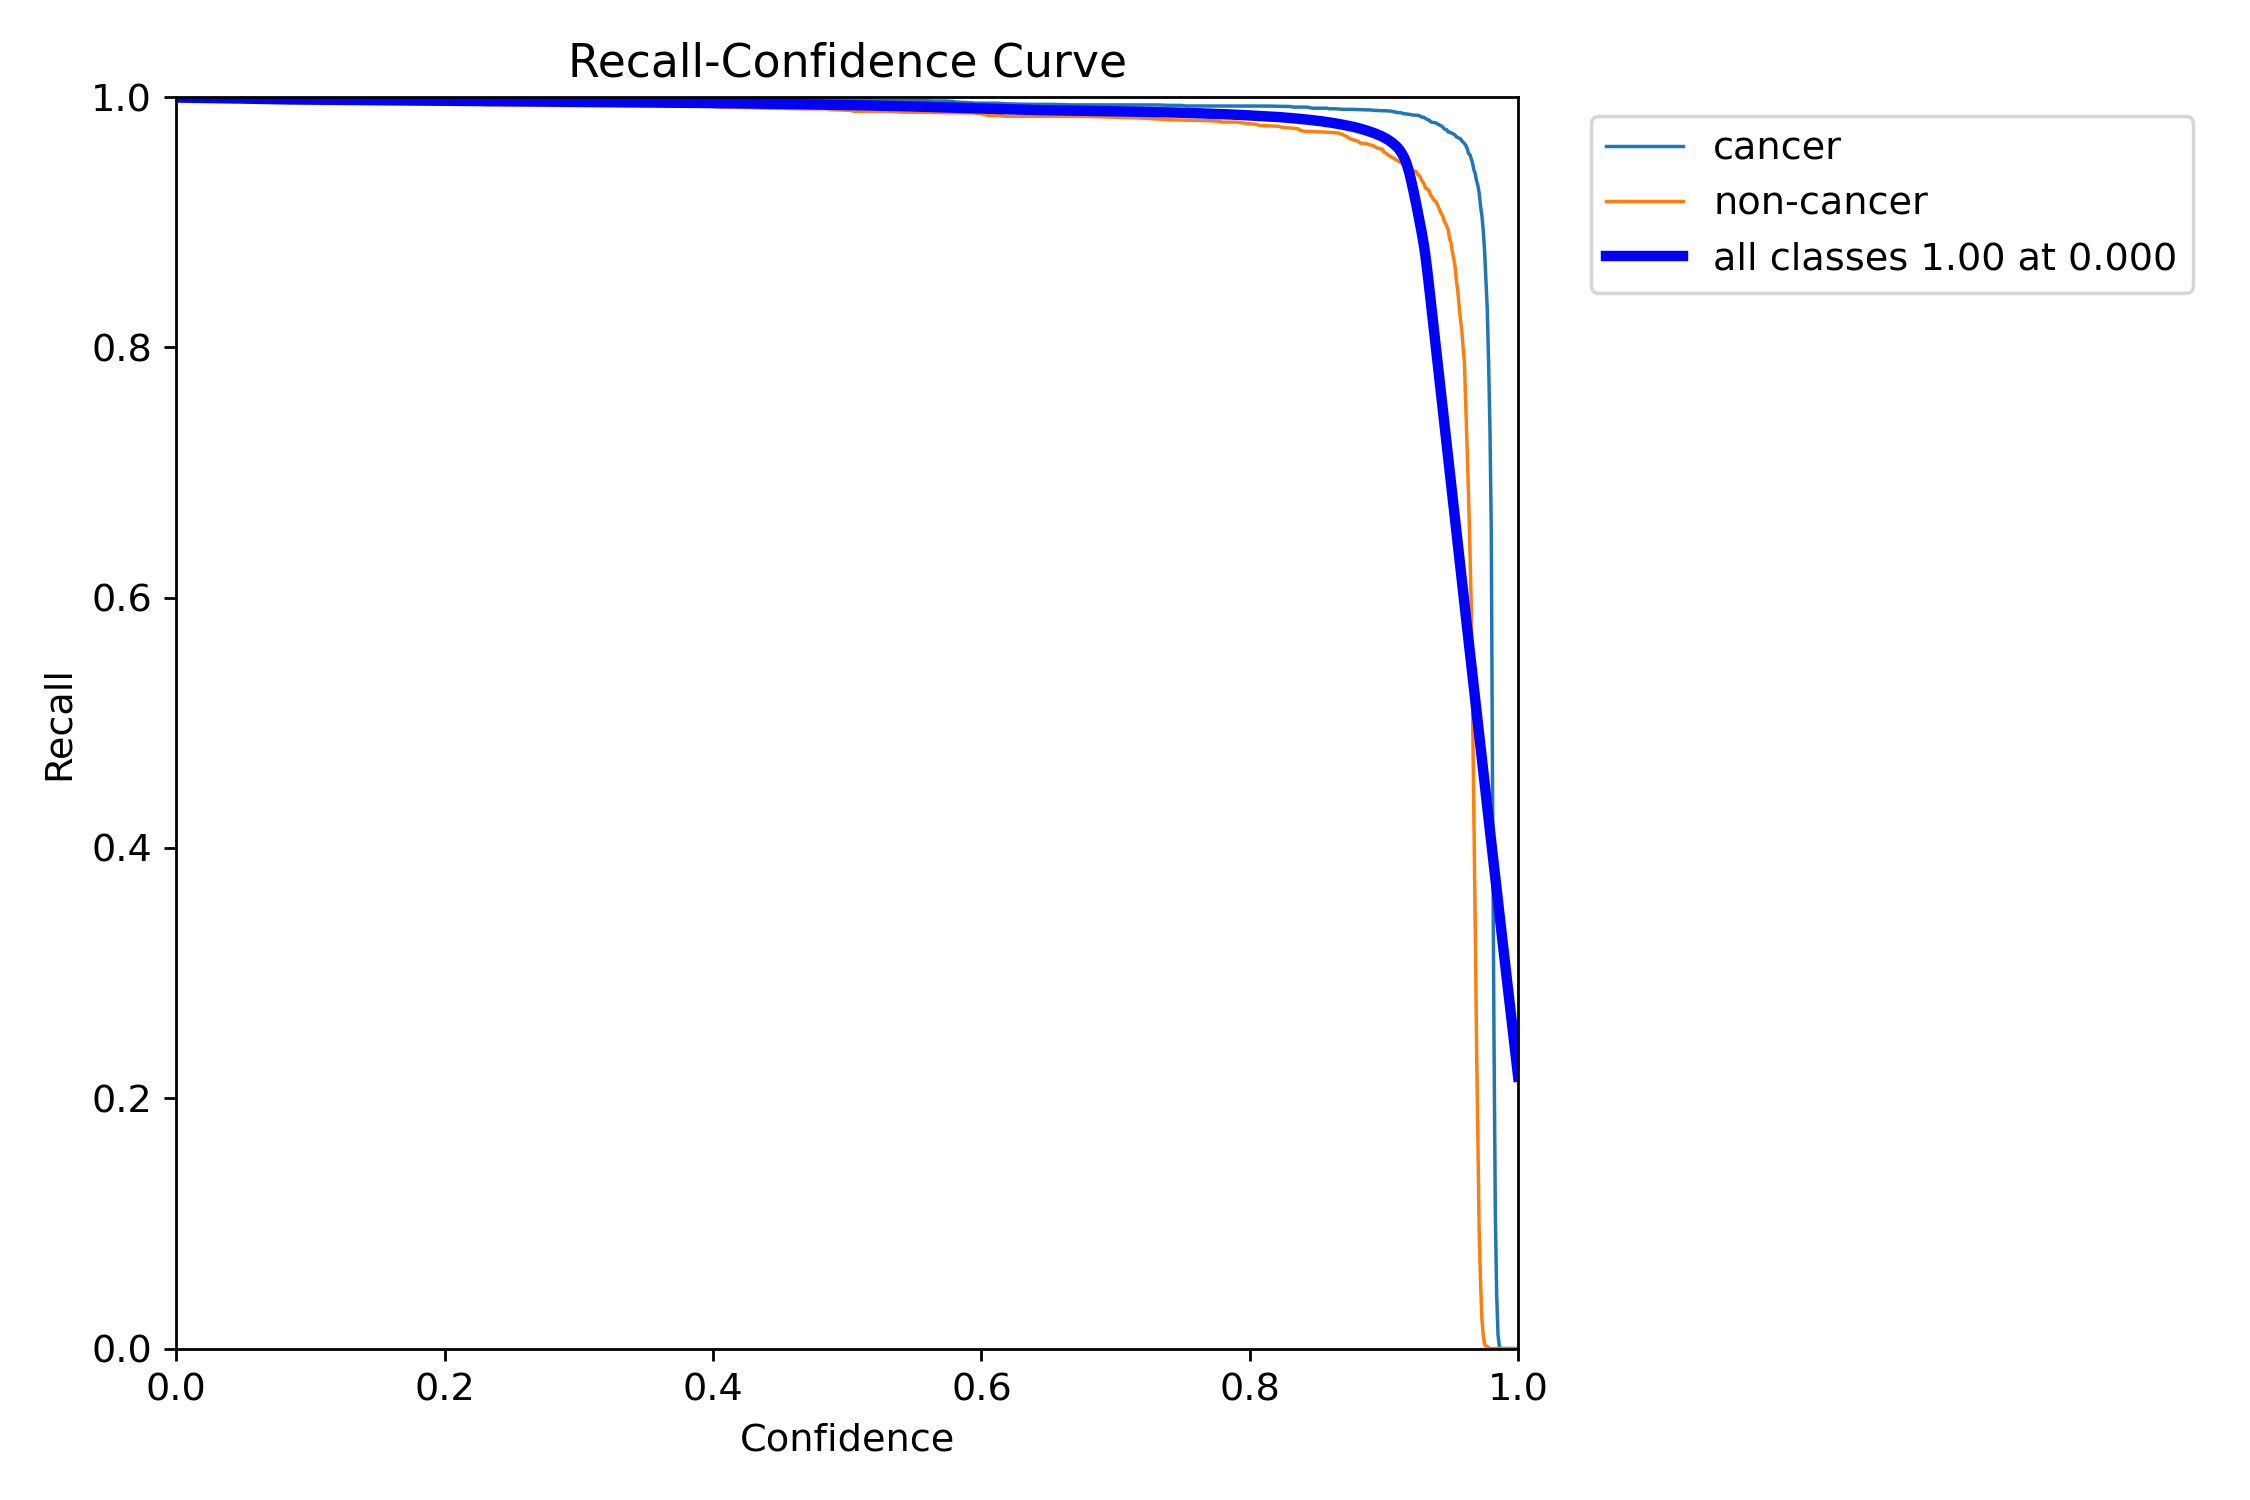 Recall-Confidence Curve
1.0
0.8
0.6
0.4
0.2
0.0
Recall
0.0 0.2 0.4 0.6 0.8 1.0
Confidence
cancer
non-cancer
all classes 1.00 at 0.000